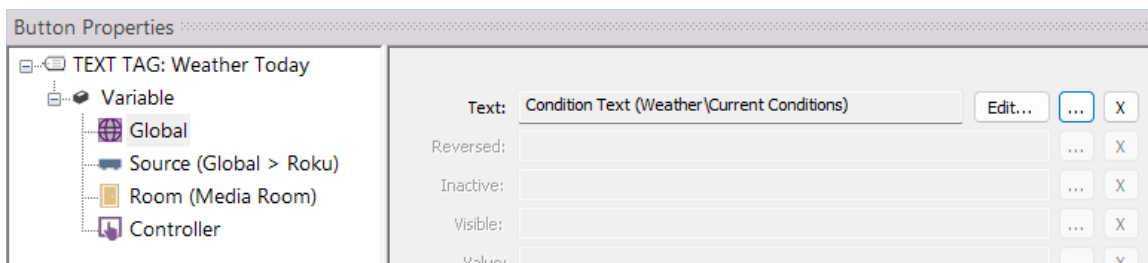 Button Properties
TEXT TAG: Weather Today
Variable
Global
Source (Global > Roku)
Room (Media Room)
Controller
Text: Condition Text (Weather\Current Conditions) Edit... ... X
Reversed: ... X
Inactive: ... X
Visible: ... X
Value: ... X